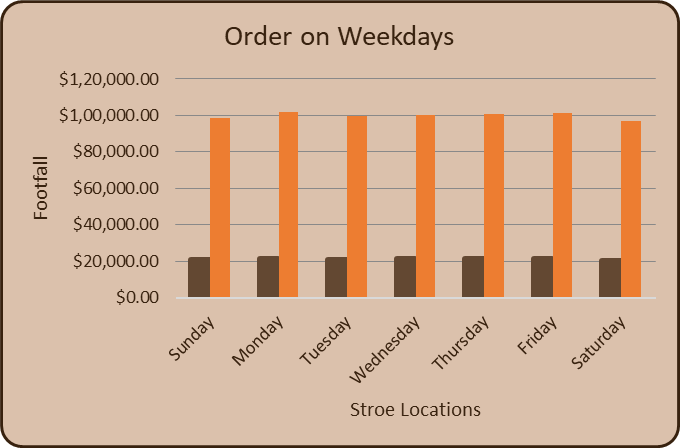 Order on Weekdays
$1,20,000.00
$1,00,000.00
$80,000.00
$60,000.00
$40,000.00
$20,000.00
$0.00
Footfall
Sunday
Monday
Tuesday
Wednesday
Thursday
Friday
Saturday
Stroe Locations